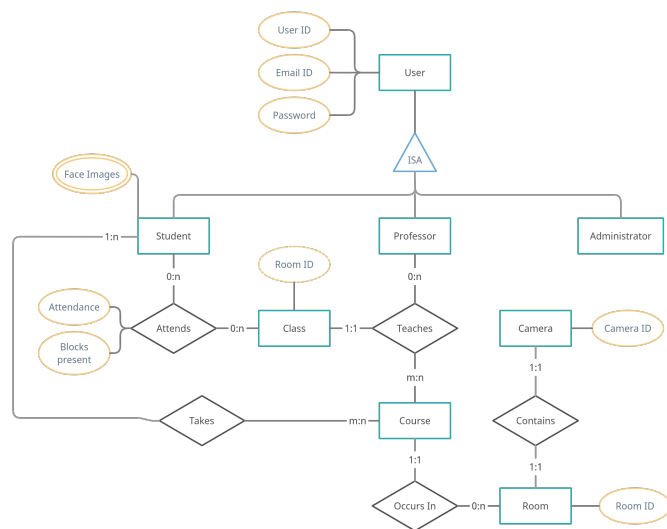 User ID
Email ID
User
Password
ISA
Face Images
1:n
Student
Professor
Administrator
Room ID
0:n
0:n
Attendance
Attends
0:n
Class
1:1
Teaches
Camera
Camera ID
Blocks
present
1:1
m:n
Takes
m:n
Course
Contains
1:1
1:1
Occurs In
0:n
Room
Room ID